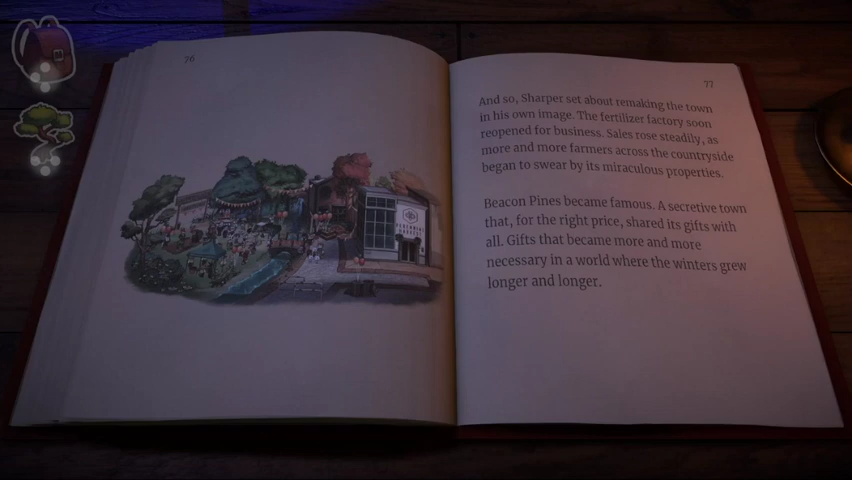 76
77
And so, Sharper set about remaking the town
in his own image. The fertilizer factory soon
reopened for business. Sales rose steadily, as
more and more farmers across the countryside
began to swear by its miraculous properties.
Beacon Pines became famous. A secretive town
that, for the right price, shared its gifts with
all. Gifts that became more and more
necessary in a world where the winters grew
longer and longer.
PERENNIAL
HARVEST